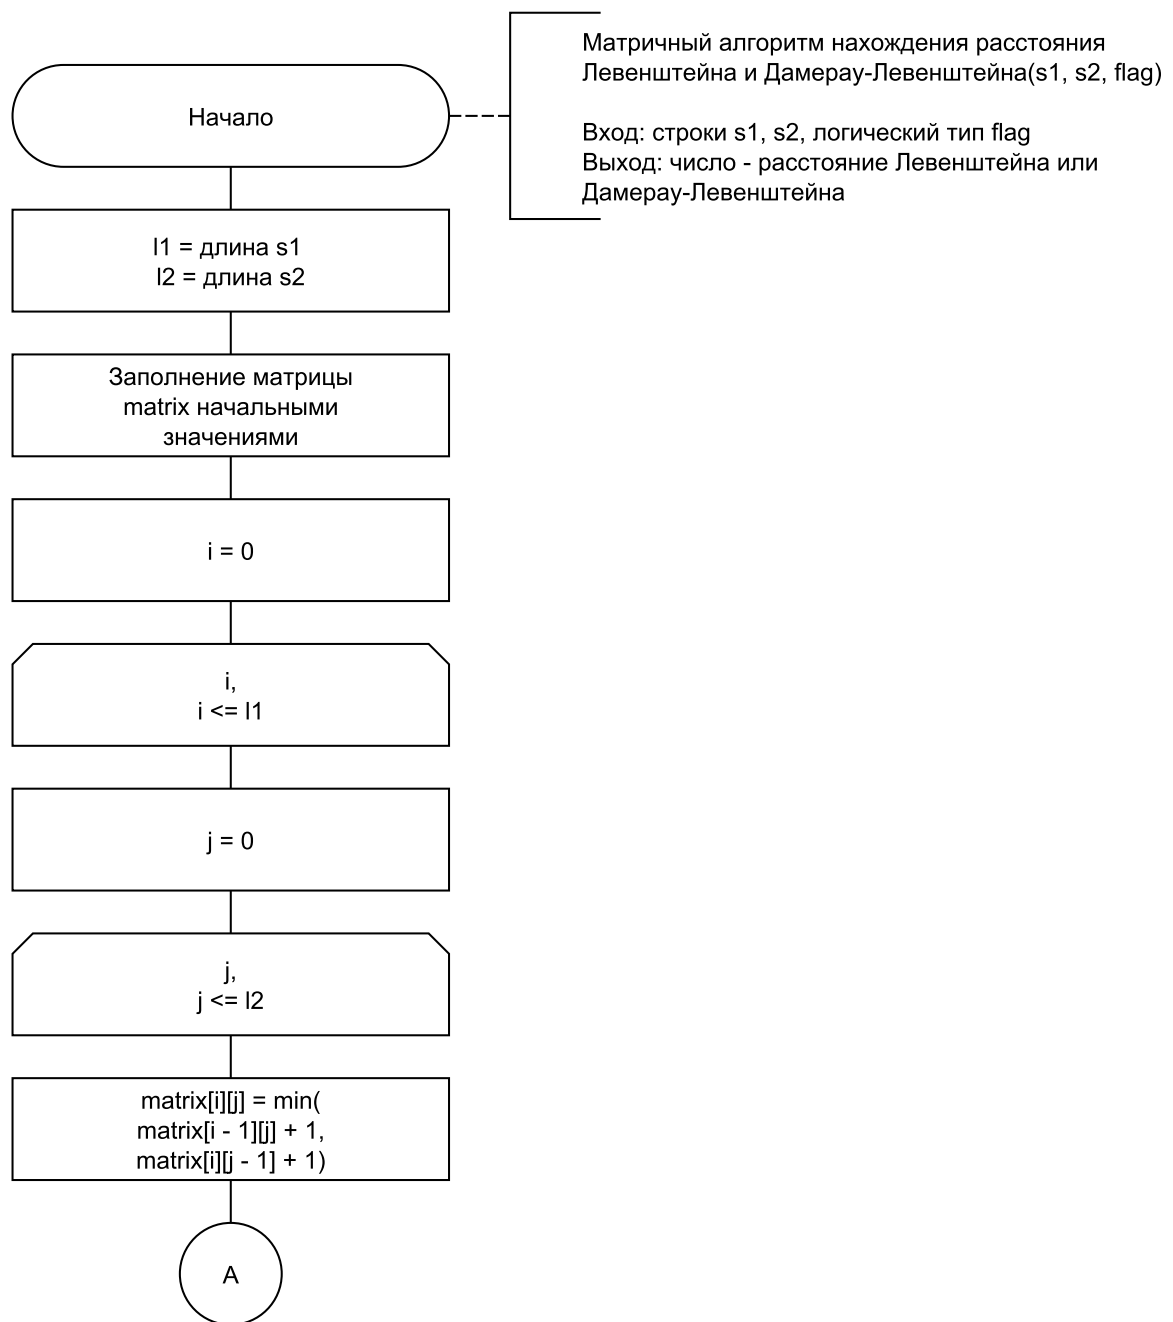 Матричный алгоритм нахождения расстояния
Левенштейна и Дамерау-Левенштейна(s1, s2, flag)
Вход: строки s1, s2, логический тип flag
Выход: число - расстояние Левенштейна или
Дамерау-Левенштейна
Начало
l1 = длина s1
l2 = длина s2
Заполнение матрицы
matrix начальными
значениями
i = 0
i,
i <= l1
j = 0
j,
j <= l2
matrix[i][j] = min(
matrix[i - 1][j] + 1,
matrix[i][j - 1] + 1)
A